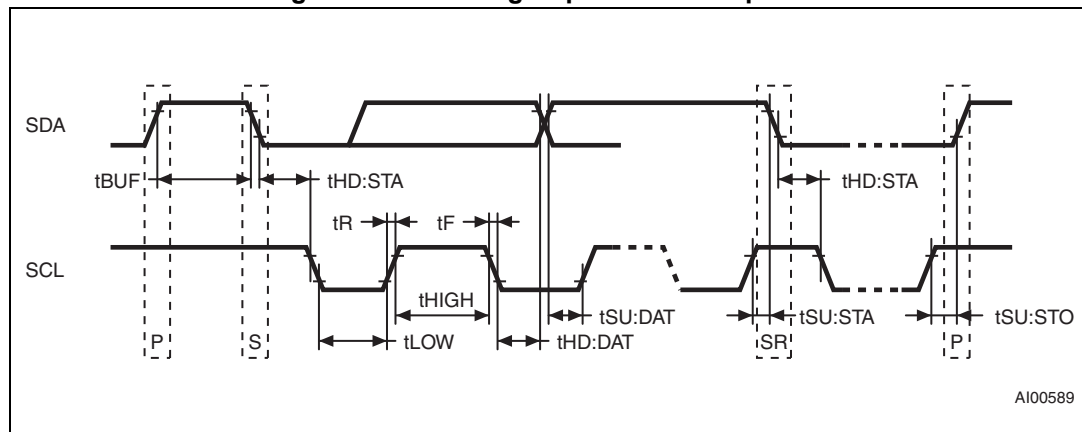 SDA
tBUF
tHD:STA
tHD:STA
tR
tF
SCL
tHIGH
tSU:DAT
tSU:STA
tSU:STO
P
S
tLOW
tHD:DAT
SR
P
AI00589